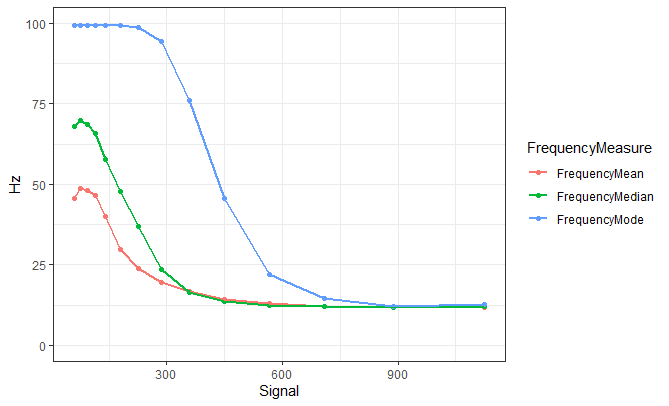 100
75
50
25
0
Hz
300 600 900
Signal
FrequencyMeasure
FrequencyMean
FrequencyMedian
FrequencyMode